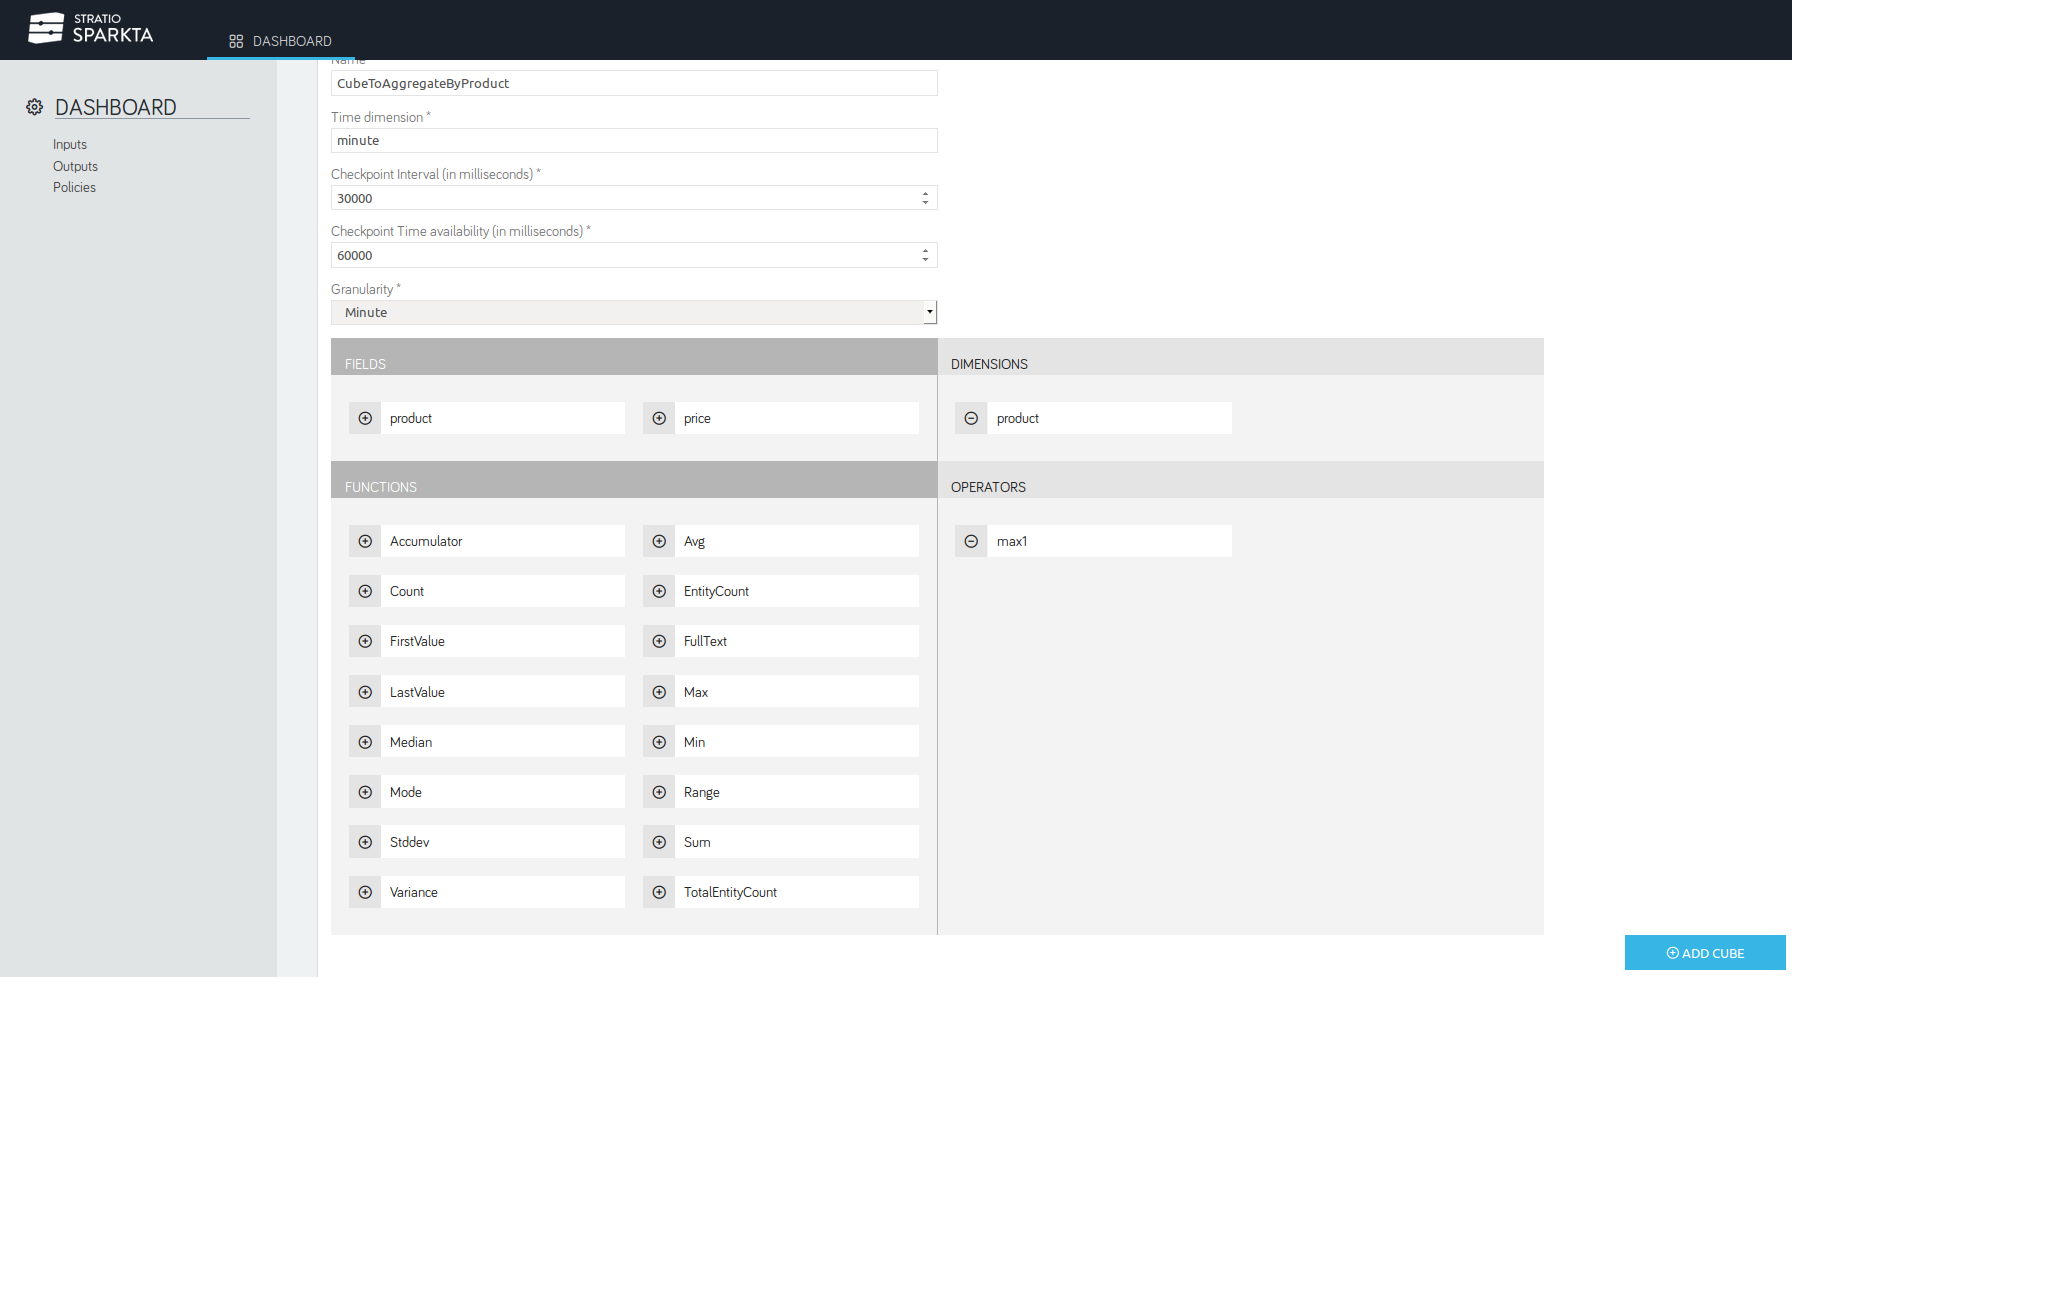 STRATIO
SPARKTA
DASHBOARD
DASHBOARD
Inputs
Outputs
Policies
Name
CubeToAggregateByProduct
Time dimension *
minute
Checkpoint Interval (in milliseconds) *
30000
Checkpoint Time availability (in milliseconds) *
60000
Granularity *
Minute
FIELDS
DIMENSIONS
product
price
product
FUNCTIONS
OPERATORS
Accumulator
Avg
max1
Count
EntityCount
FirstValue
FullText
LastValue
Max
Median
Min
Mode
Range
Stddev
Sum
Variance
TotalEntityCount
ADD CUBE